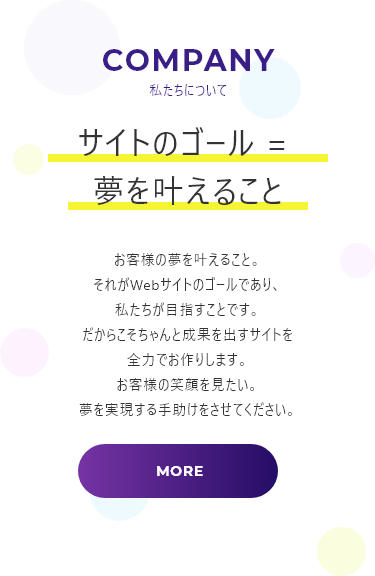 COMPANY
私たちについて
サイトのゴール =
夢を叶えること
お客様の夢を叶えること。
それがWebサイトのゴールであり、
私たちが目指すことです。
だからこそちゃんと成果を出すサイトを
全力でお作りします。
お客様の笑顔を見たい。
夢を実現する手助けをさせてください。
MORE